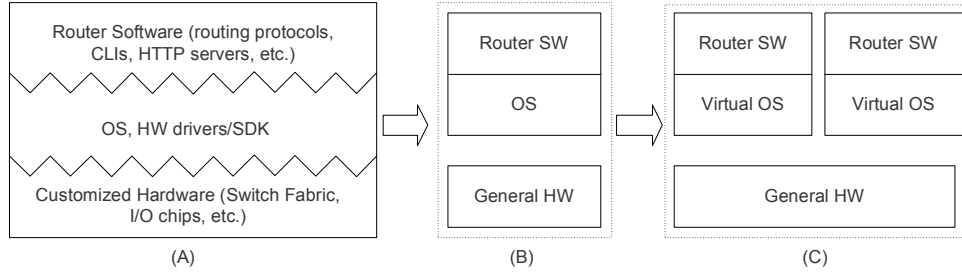 Router Software (routing protocols,
CLIs, HTTP servers, etc.)
OS, HW drivers/SDK
Customized Hardware (Switch Fabric,
I/O chips, etc.)
(A)
Router SW
OS
General HW
(B)
Router SW
Virtual OS
Router SW
Virtual OS
General HW
(C)